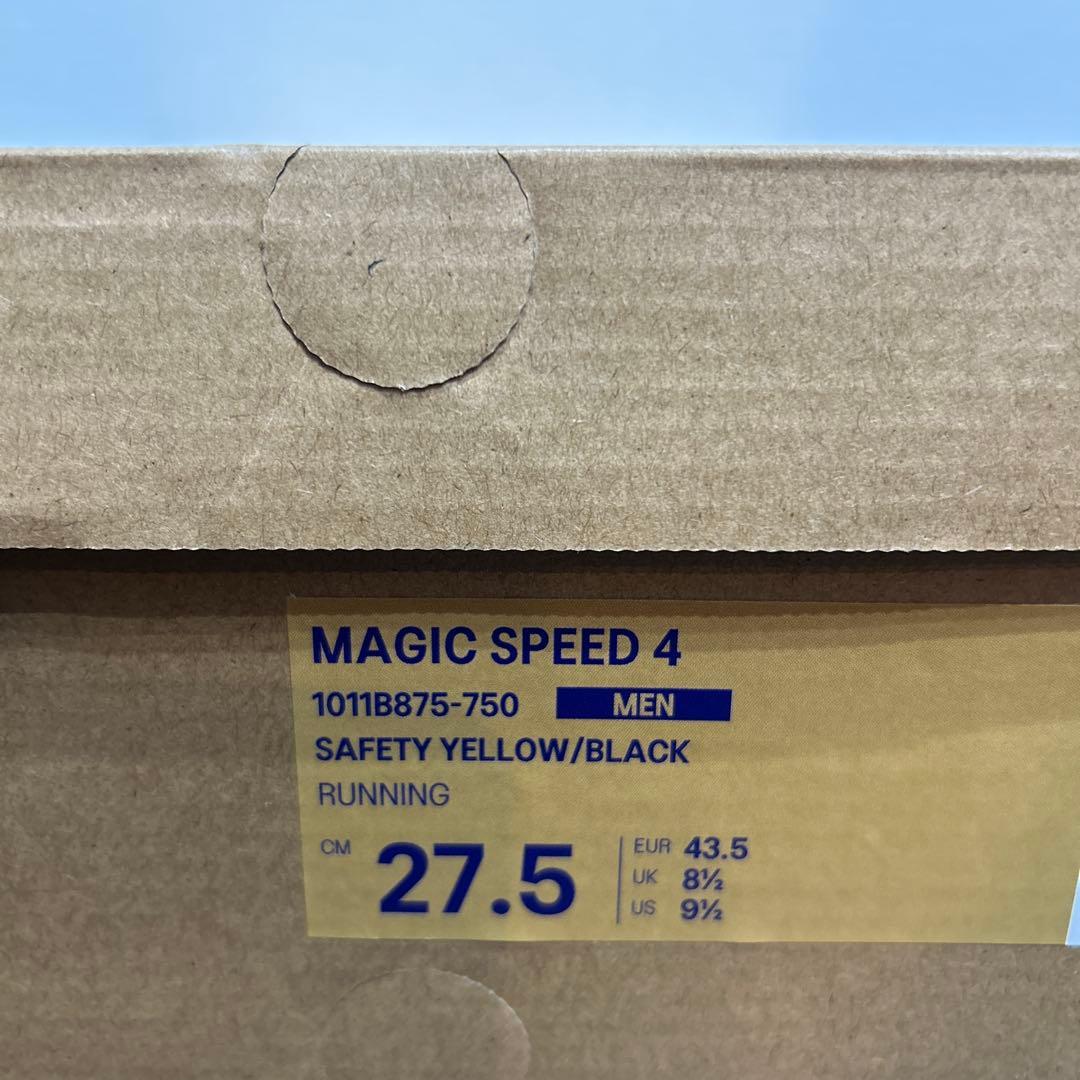 MAGIC SPEED 4
1011B875-750 MEN
SAFETY YELLOW/BLACK
RUNNING
CM 27.5
EUR 43.5
UK 8½
US 9½